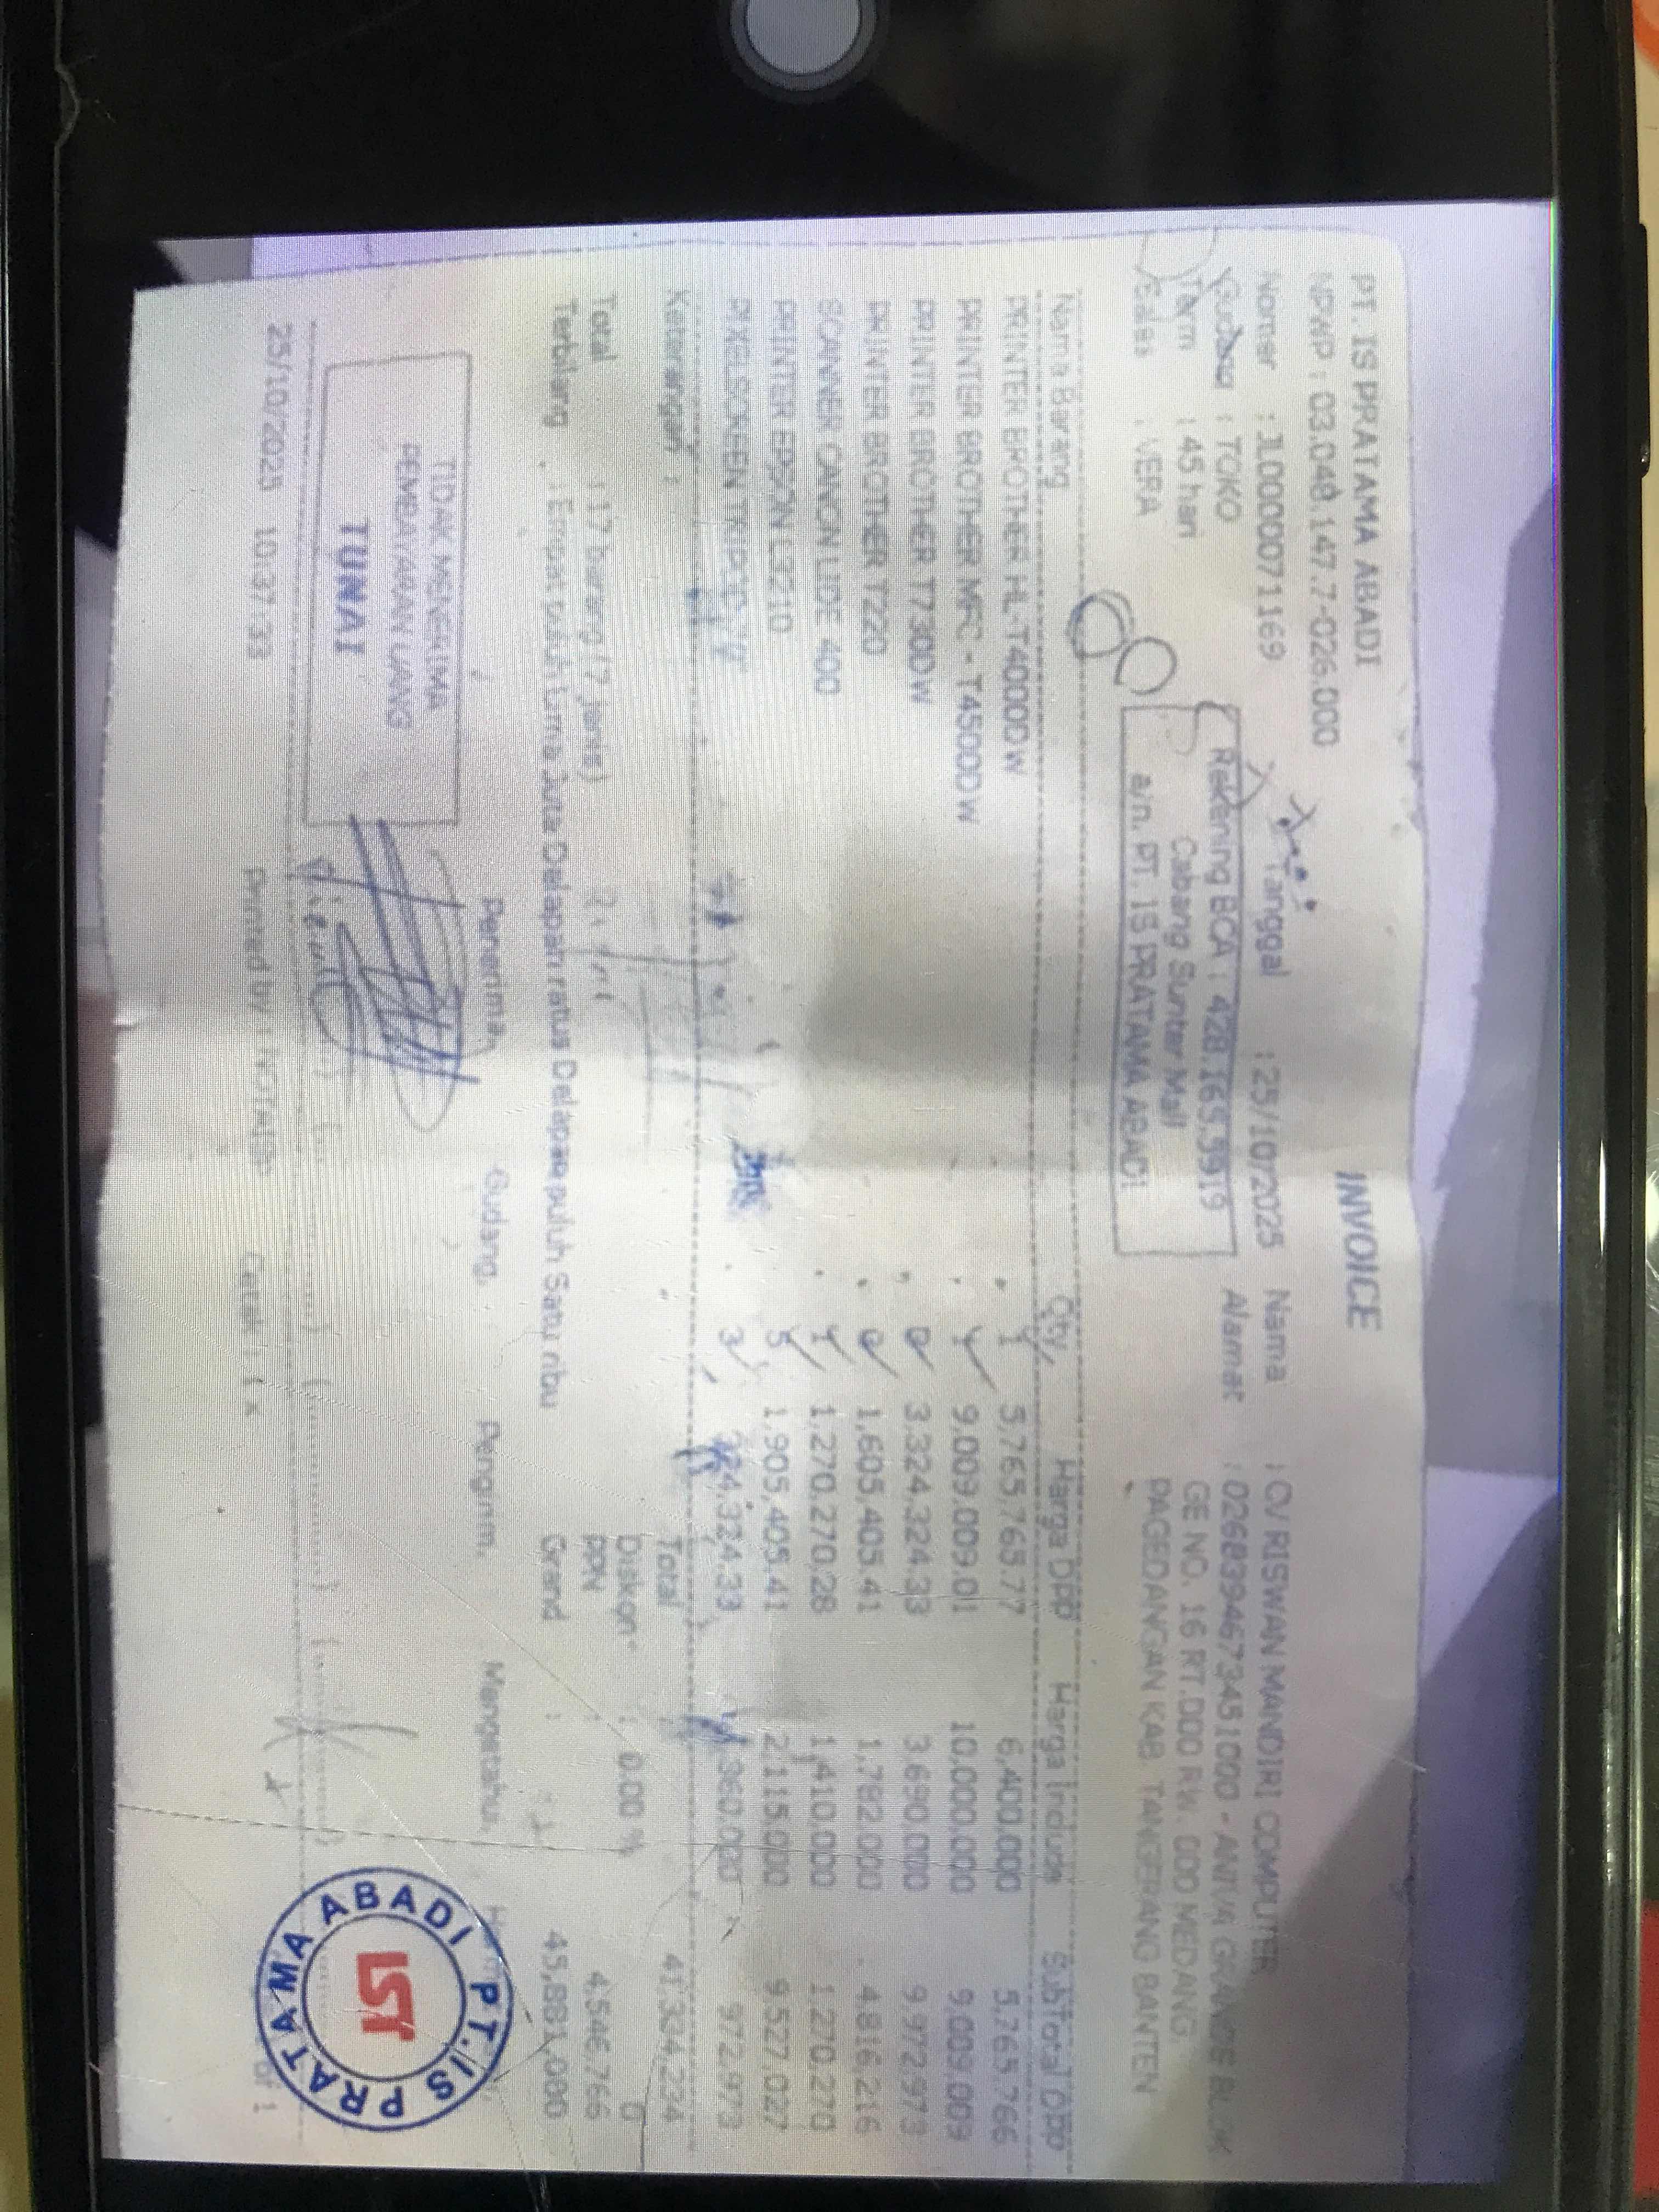 PT. IS PRATAMA ABADI
INVOICE
NPWP : 03.048.147.7-026.000
Nomor : JL0000071169 Tanggal : 25/10/2025 Nama : CV RISWAN MANDIRI COMPUTER
Gudang : TOKO Rekening BCA : 428.165.9919 Alamat : 0268394673451000 - ANIVA GRANDE BLOK
Term : 45 hari Cabang Sunter Mall GE NO. 16 RT.000 RW. 000 MEDANG
Sales : VERA a/n. PT. IS PRATAMA ABADI PAGEDANGAN KAB. TANGERANG BANTEN
Nama Barang Qty Harga Dpp Harga Include SubTotal Dpp
PRINTER BROTHER HL-T4000DW 1 5,765,765.77 6,400,000 5,765,766
PRINTER BROTHER MFC - T4500DW 1 9,009,009.01 10,000,000 9,009,009
PRINTER BROTHER T730DW 3,324,324.33 3,690,000 9,972,973
PRINTER BROTHER T220 1,605,405.41 1,782,000 4,816,216
SCANNER CANON LIDE 400 1 1,270,270.28 1,410,000 1,270,270
PRINTER EPSON L3210 5 1,905,405.41 2,115,000 9,527,027
PIXELSCREEN 3 324,324.33 360,000 972,973
Keterangan : Total 41,334,234
Diskon : 0.00 % 0
Total : 17 barang (7 jenis) PPN : 4,546,766
Terbilang : Empat puluh Lima Juta Delapan ratus Delapan puluh Satu ribu Grand : 45,881,000
Penerima, Gudang, Pengirim, Mengetahui,
TIDAK MENERIMA
PEMBAYARAN UANG
TUNAI
PT. IS PRATAMA ABADI
IST
25/10/2025 10:37:33 Printed by : Cetak : 1 x of 1